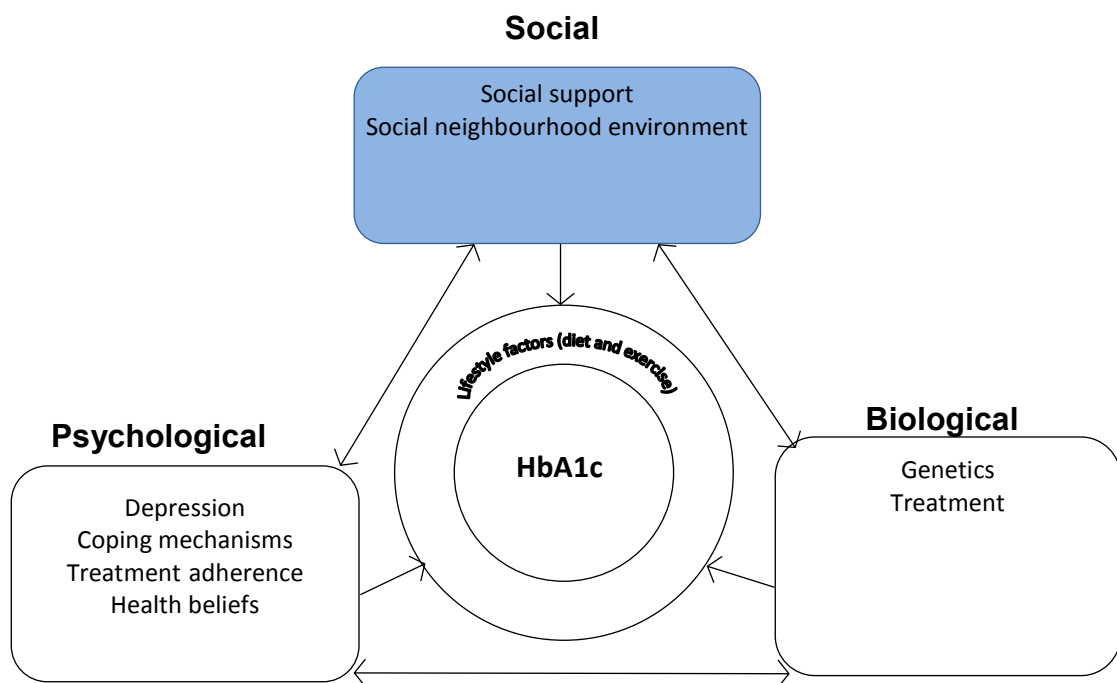 Social
Social support
Social neighbourhood environment
Lifestyle factors (diet and exercise)
HbA1c
Psychological
Depression
Coping mechanisms
Treatment adherence
Health beliefs
Biological
Genetics
Treatment